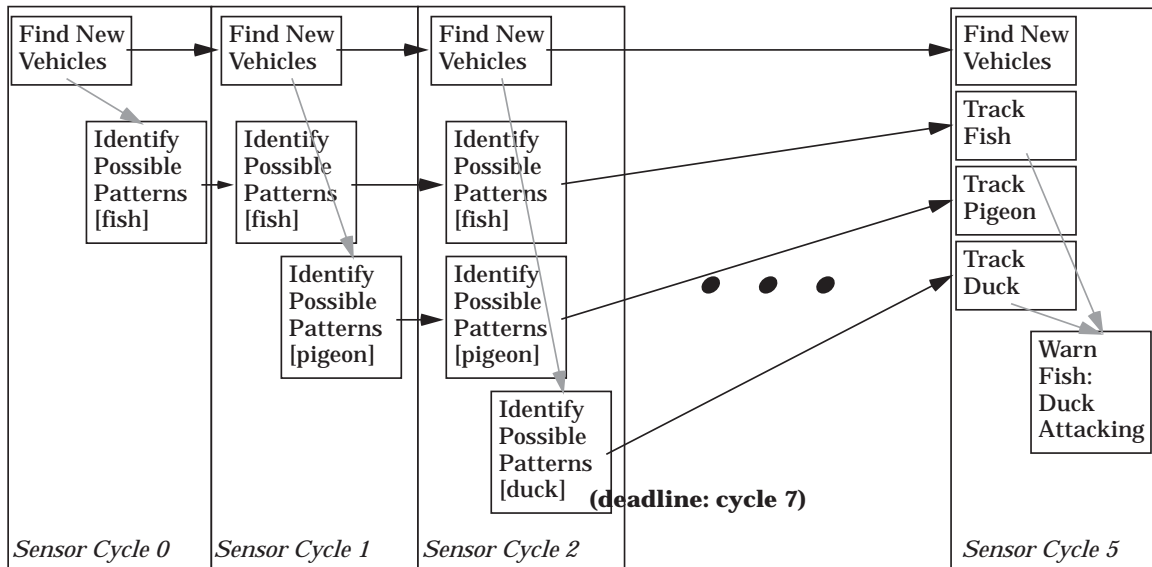 Find New
Vehicles
Identify
Possible
Patterns
[fish]
Sensor Cycle 0
Find New
Vehicles
Identify
Possible
Patterns
[fish]
Identify
Possible
Patterns
[pigeon]
Sensor Cycle 1
Find New
Vehicles
Identify
Possible
Patterns
[fish]
Identify
Possible
Patterns
[pigeon]
Identify
Possible
Patterns
[duck]
(deadline: cycle 7)
Sensor Cycle 2
Find New
Vehicles
Track
Fish
Track
Pigeon
Track
Duck
Warn
Fish:
Duck
Attacking
Sensor Cycle 5